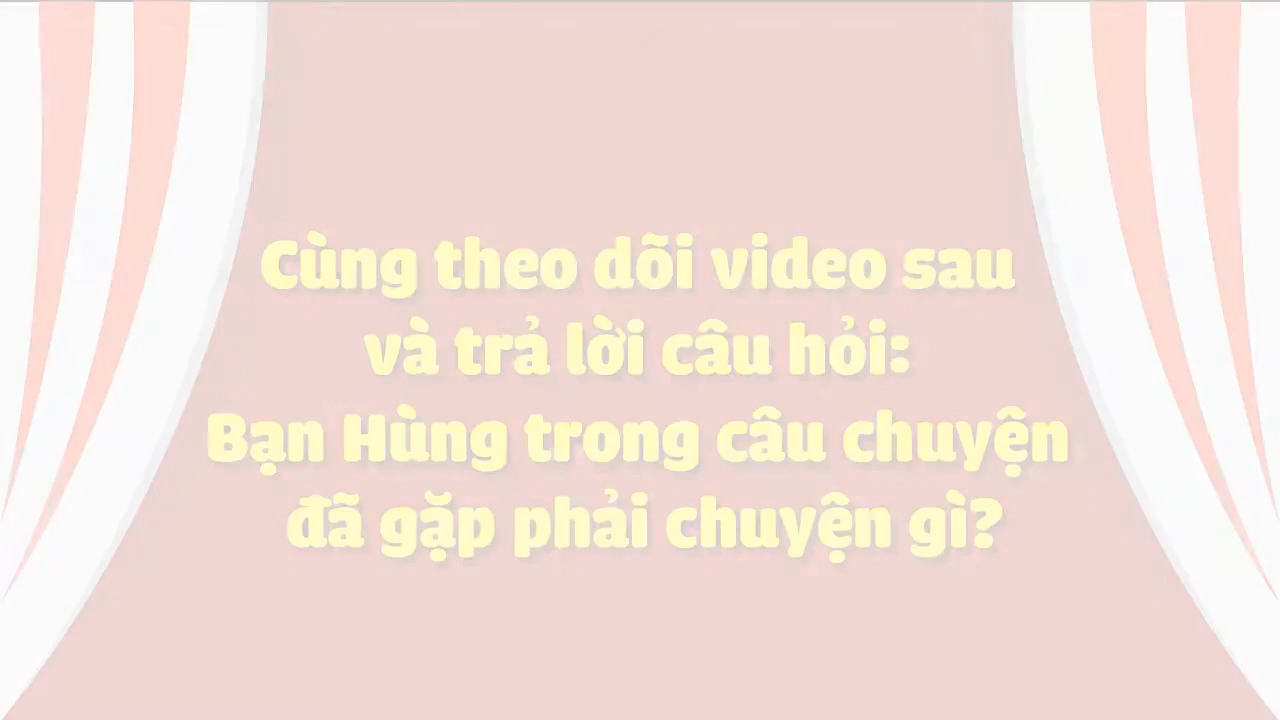 Cùng theo dõi video sau
và trả lời câu hỏi:
Bạn Hùng trong câu chuyện
đã gặp phải chuyện gì?